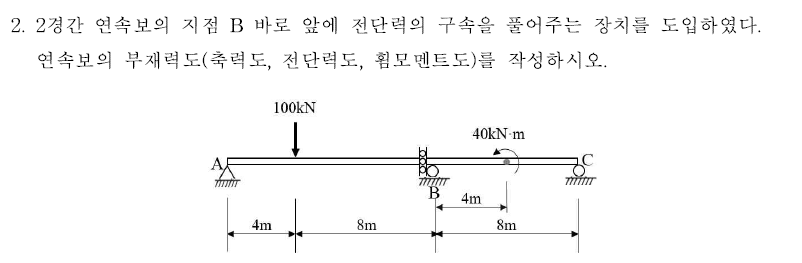 2. 2경간 연속보의 지점 B 바로 앞에 전단력의 구속을 풀어주는 장치를 도입하였다.
연속보의 부재력도(축력도, 전단력도, 휨모멘트도)를 작성하시오.
100kN
40kN·m
A
C
B
4m
4m
8m
8m